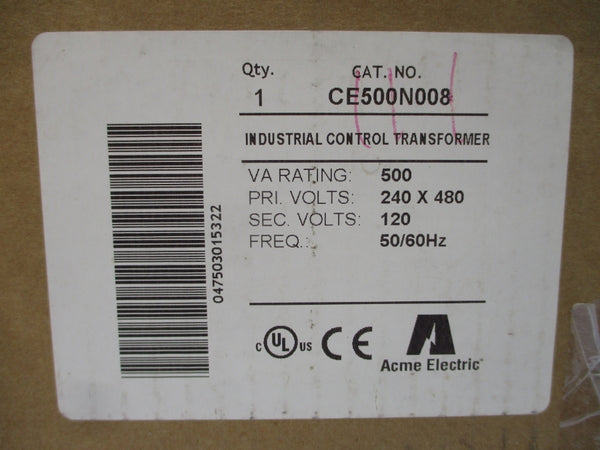 Qty. CAT. NO.
1 CE500N008
INDUSTRIAL CONTROL TRANSFORMER
VA RATING: 500
PRI. VOLTS: 240 X 480
SEC. VOLTS: 120
FREQ.: 50/60Hz
047503015322
C UL US CE
Acme Electric